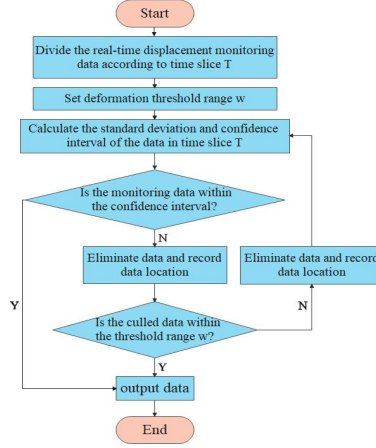 Start
Divide the real-time displacement monitoring
data according to time slice T
Set deformation threshold range w
Calculate the standard deviation and confidence
interval of the data in time slice T
Is the monitoring data within
the confidence interval?
N
Eliminate data and record
data location
Eliminate data and record
data location
Y
N
Is the culled data within
the threshold range w?
Y
output data
End